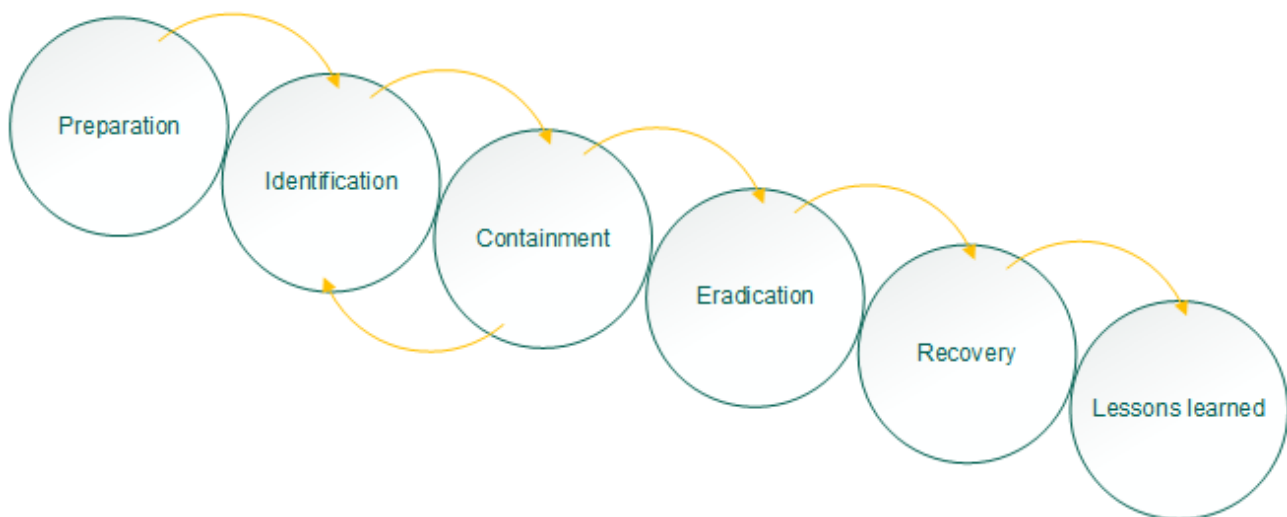 Preparation
Identification
Containment
Eradication
Recovery
Lessons learned